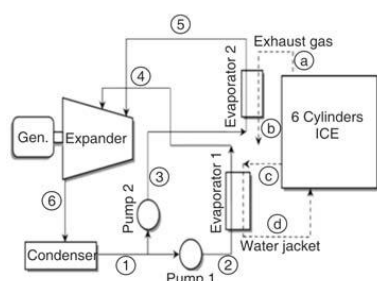 5
Exhaust gas
a
Evaporator 2
4
6 Cylinders
ICE
Gen.
Expander
b
3
c
Evaporator 1
Pump 2
6
d
Water jacket
Condenser
1
2
Pump 1